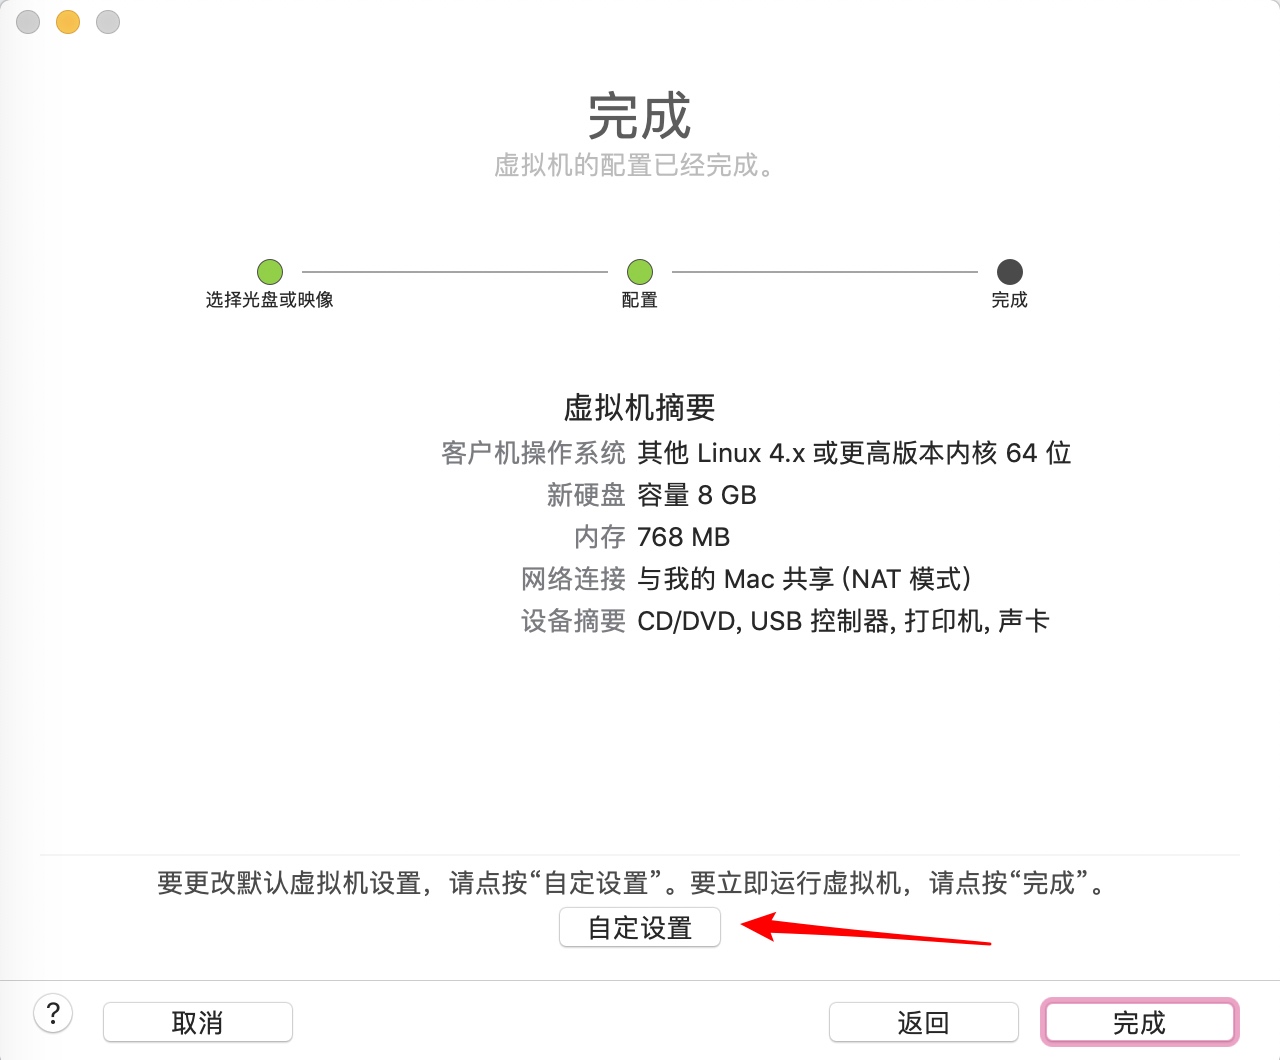 完成
虚拟机的配置已经完成。
选择光盘或映像
配置
完成
虚拟机摘要
客户机操作系统 其他 Linux 4.x 或更高版本内核 64 位
新硬盘 容量 8 GB
内存 768 MB
网络连接 与我的 Mac 共享 (NAT 模式)
设备摘要 CD/DVD, USB 控制器, 打印机, 声卡
要更改默认虚拟机设置，请点按“自定设置”。要立即运行虚拟机，请点按“完成”。
自定设置
?
取消
返回
完成